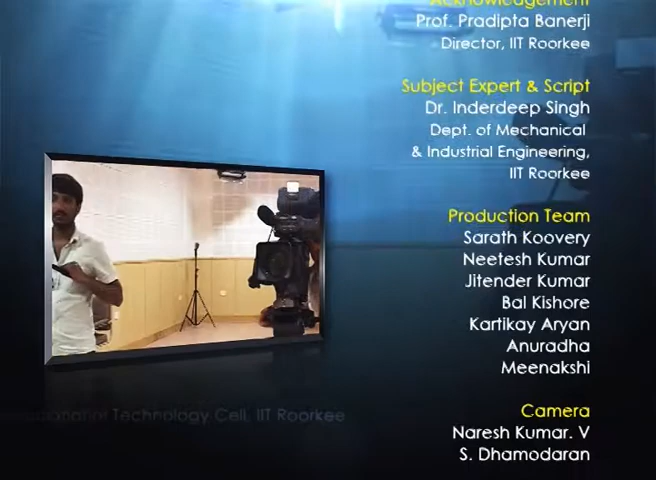 Acknowledgement
Prof. Pradipta Banerji
Director, IIT Roorkee
Subject Expert & Script
Dr. Inderdeep Singh
Dept. of Mechanical
& Industrial Engineering,
IIT Roorkee
Production Team
Sarath Koovery
Neetesh Kumar
Jitender Kumar
Bal Kishore
Kartikay Aryan
Anuradha
Meenakshi
Technology Cell, IIT Roorkee
Camera
Naresh Kumar. V
S. Dhamodaran